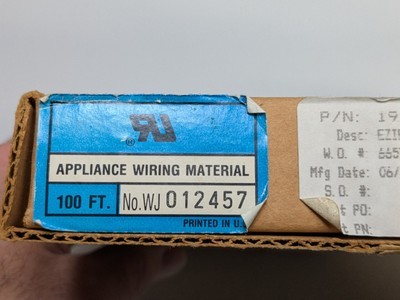 ®
APPLIANCE WIRING MATERIAL
100 FT. No. WJ 012457
PRINTED IN U.
P/N: 19
Desc:
W.O. #:
Mfg Date: 06/
S.O. #:
PO:
PN: